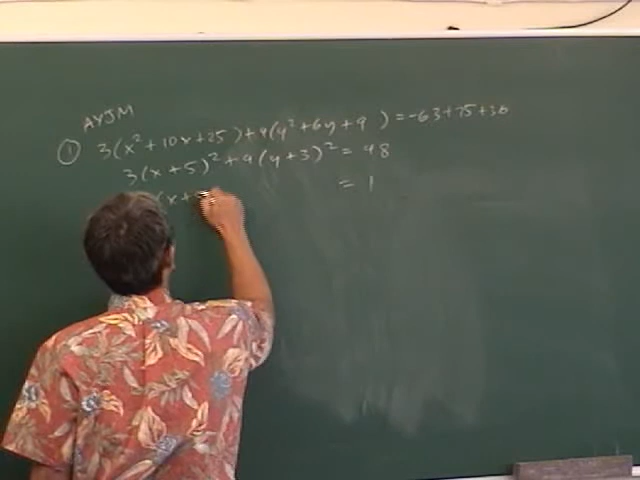 AYJM
① 3(x² + 10x + 25) + 4(y² + 6y + 9) = -63 + 75 + 36
3(x + 5)² + 4(y + 3)² = 48
(x + = 1